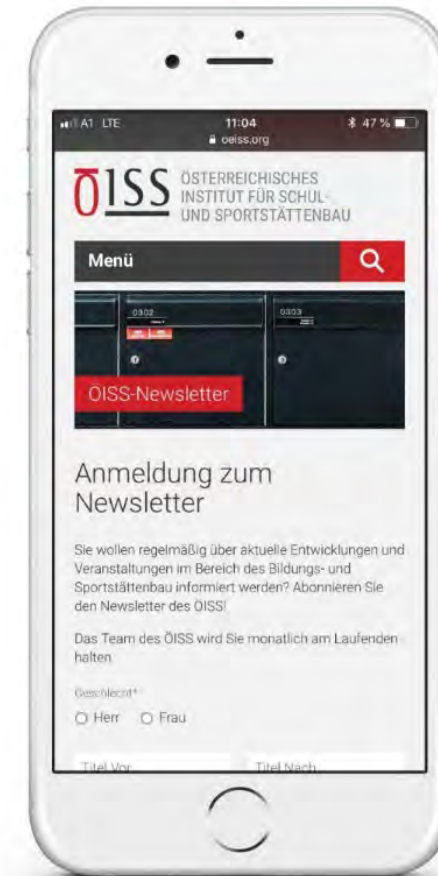 A1 LTE 11:04 47 %
oeiss.org
ŌISS ÖSTERREICHISCHES
INSTITUT FÜR SCHUL-
UND SPORTSTÄTTENBAU
Menü
0302 0303
ÖISS-Newsletter
Anmeldung zum
Newsletter
Sie wollen regelmäßig über aktuelle Entwicklungen und
Veranstaltungen im Bereich des Bildungs- und
Sportstättenbau informiert werden? Abonnieren Sie
den Newsletter des ÖISS!
Das Team des ÖISS wird Sie monatlich am Laufenden
halten.
Geschlecht*
Herr Frau
Titel Vor Titel Nach